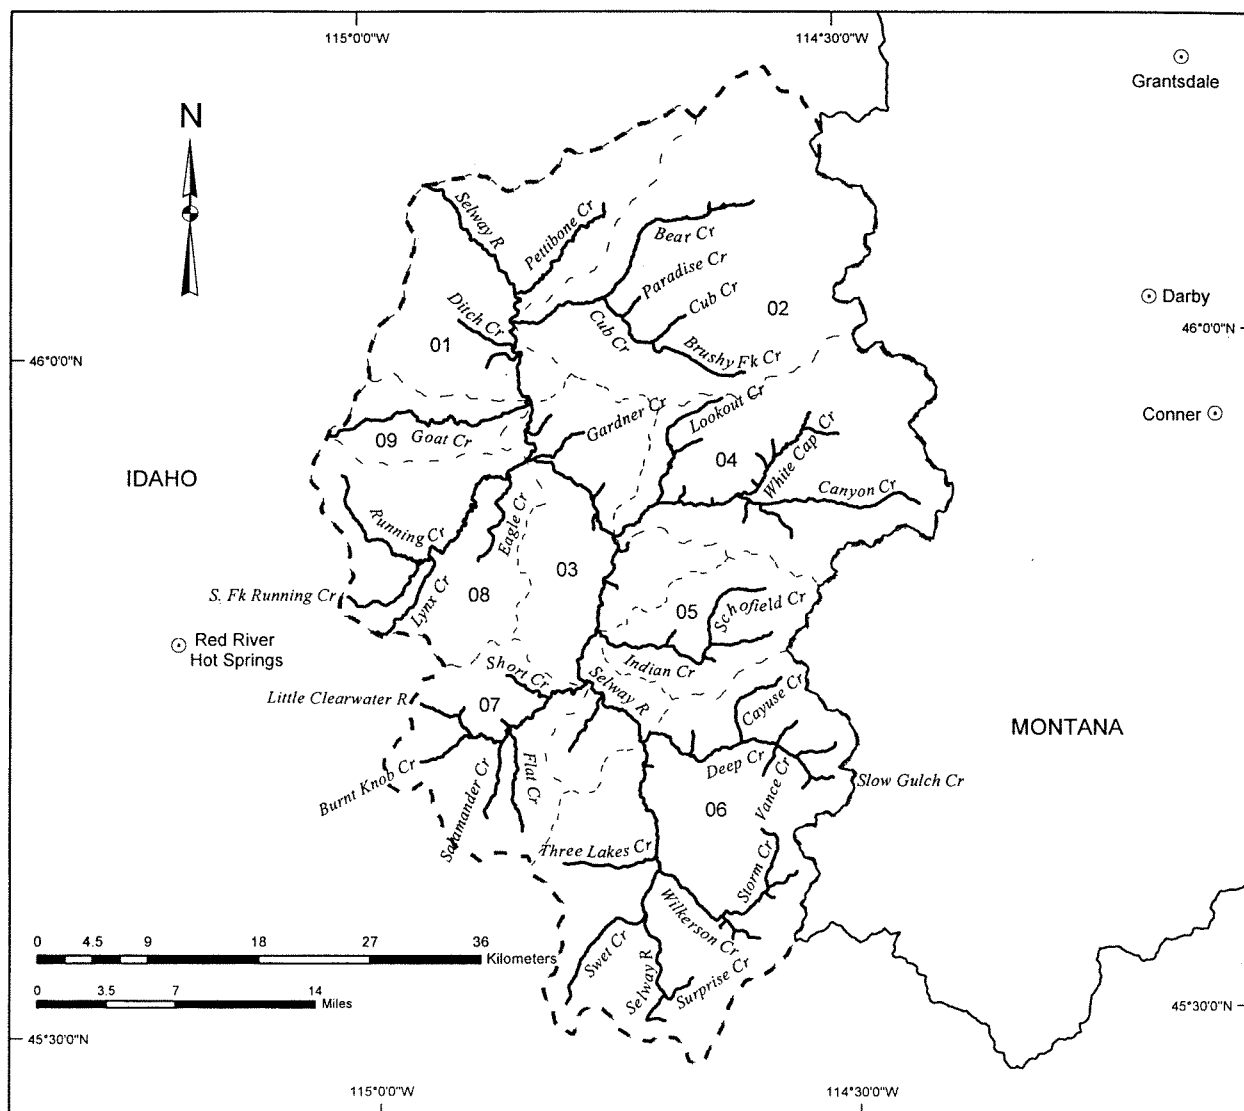 115°0'0"W
114°30'0"W
Grantsdale
N
Selway R
Pettibone Cr
Bear Cr
Paradise Cr
Cub Cr
02
Darby
Ditch Cr
Cub Cr
46°0'0"N
01
Brushy Fk Cr
46°0'0"N
Lookout Cr
Gardner Cr
Conner
09
Goat Cr
White Cap Cr
04
IDAHO
Canyon Cr
Running Cr
Eagle Cr
03
S. Fk Running Cr
Lynx Cr
08
05
Schofield Cr
Red River
Hot Springs
Indian Cr
Short Cr
Selway R
Little Clearwater R
07
Cayuse Cr
MONTANA
Deep Cr
Burnt Knob Cr
Salamander Cr
Flat Cr
Vance Cr
Slow Gulch Cr
06
Three Lakes Cr
Storm Cr
Wilkerson Cr
Swet Cr
Selway R
Surprise Cr
0 4.5 9 18 27 36
Kilometers
0 3.5 7 14
Miles
45°30'0"N
45°30'0"N
115°0'0"W
114°30'0"W